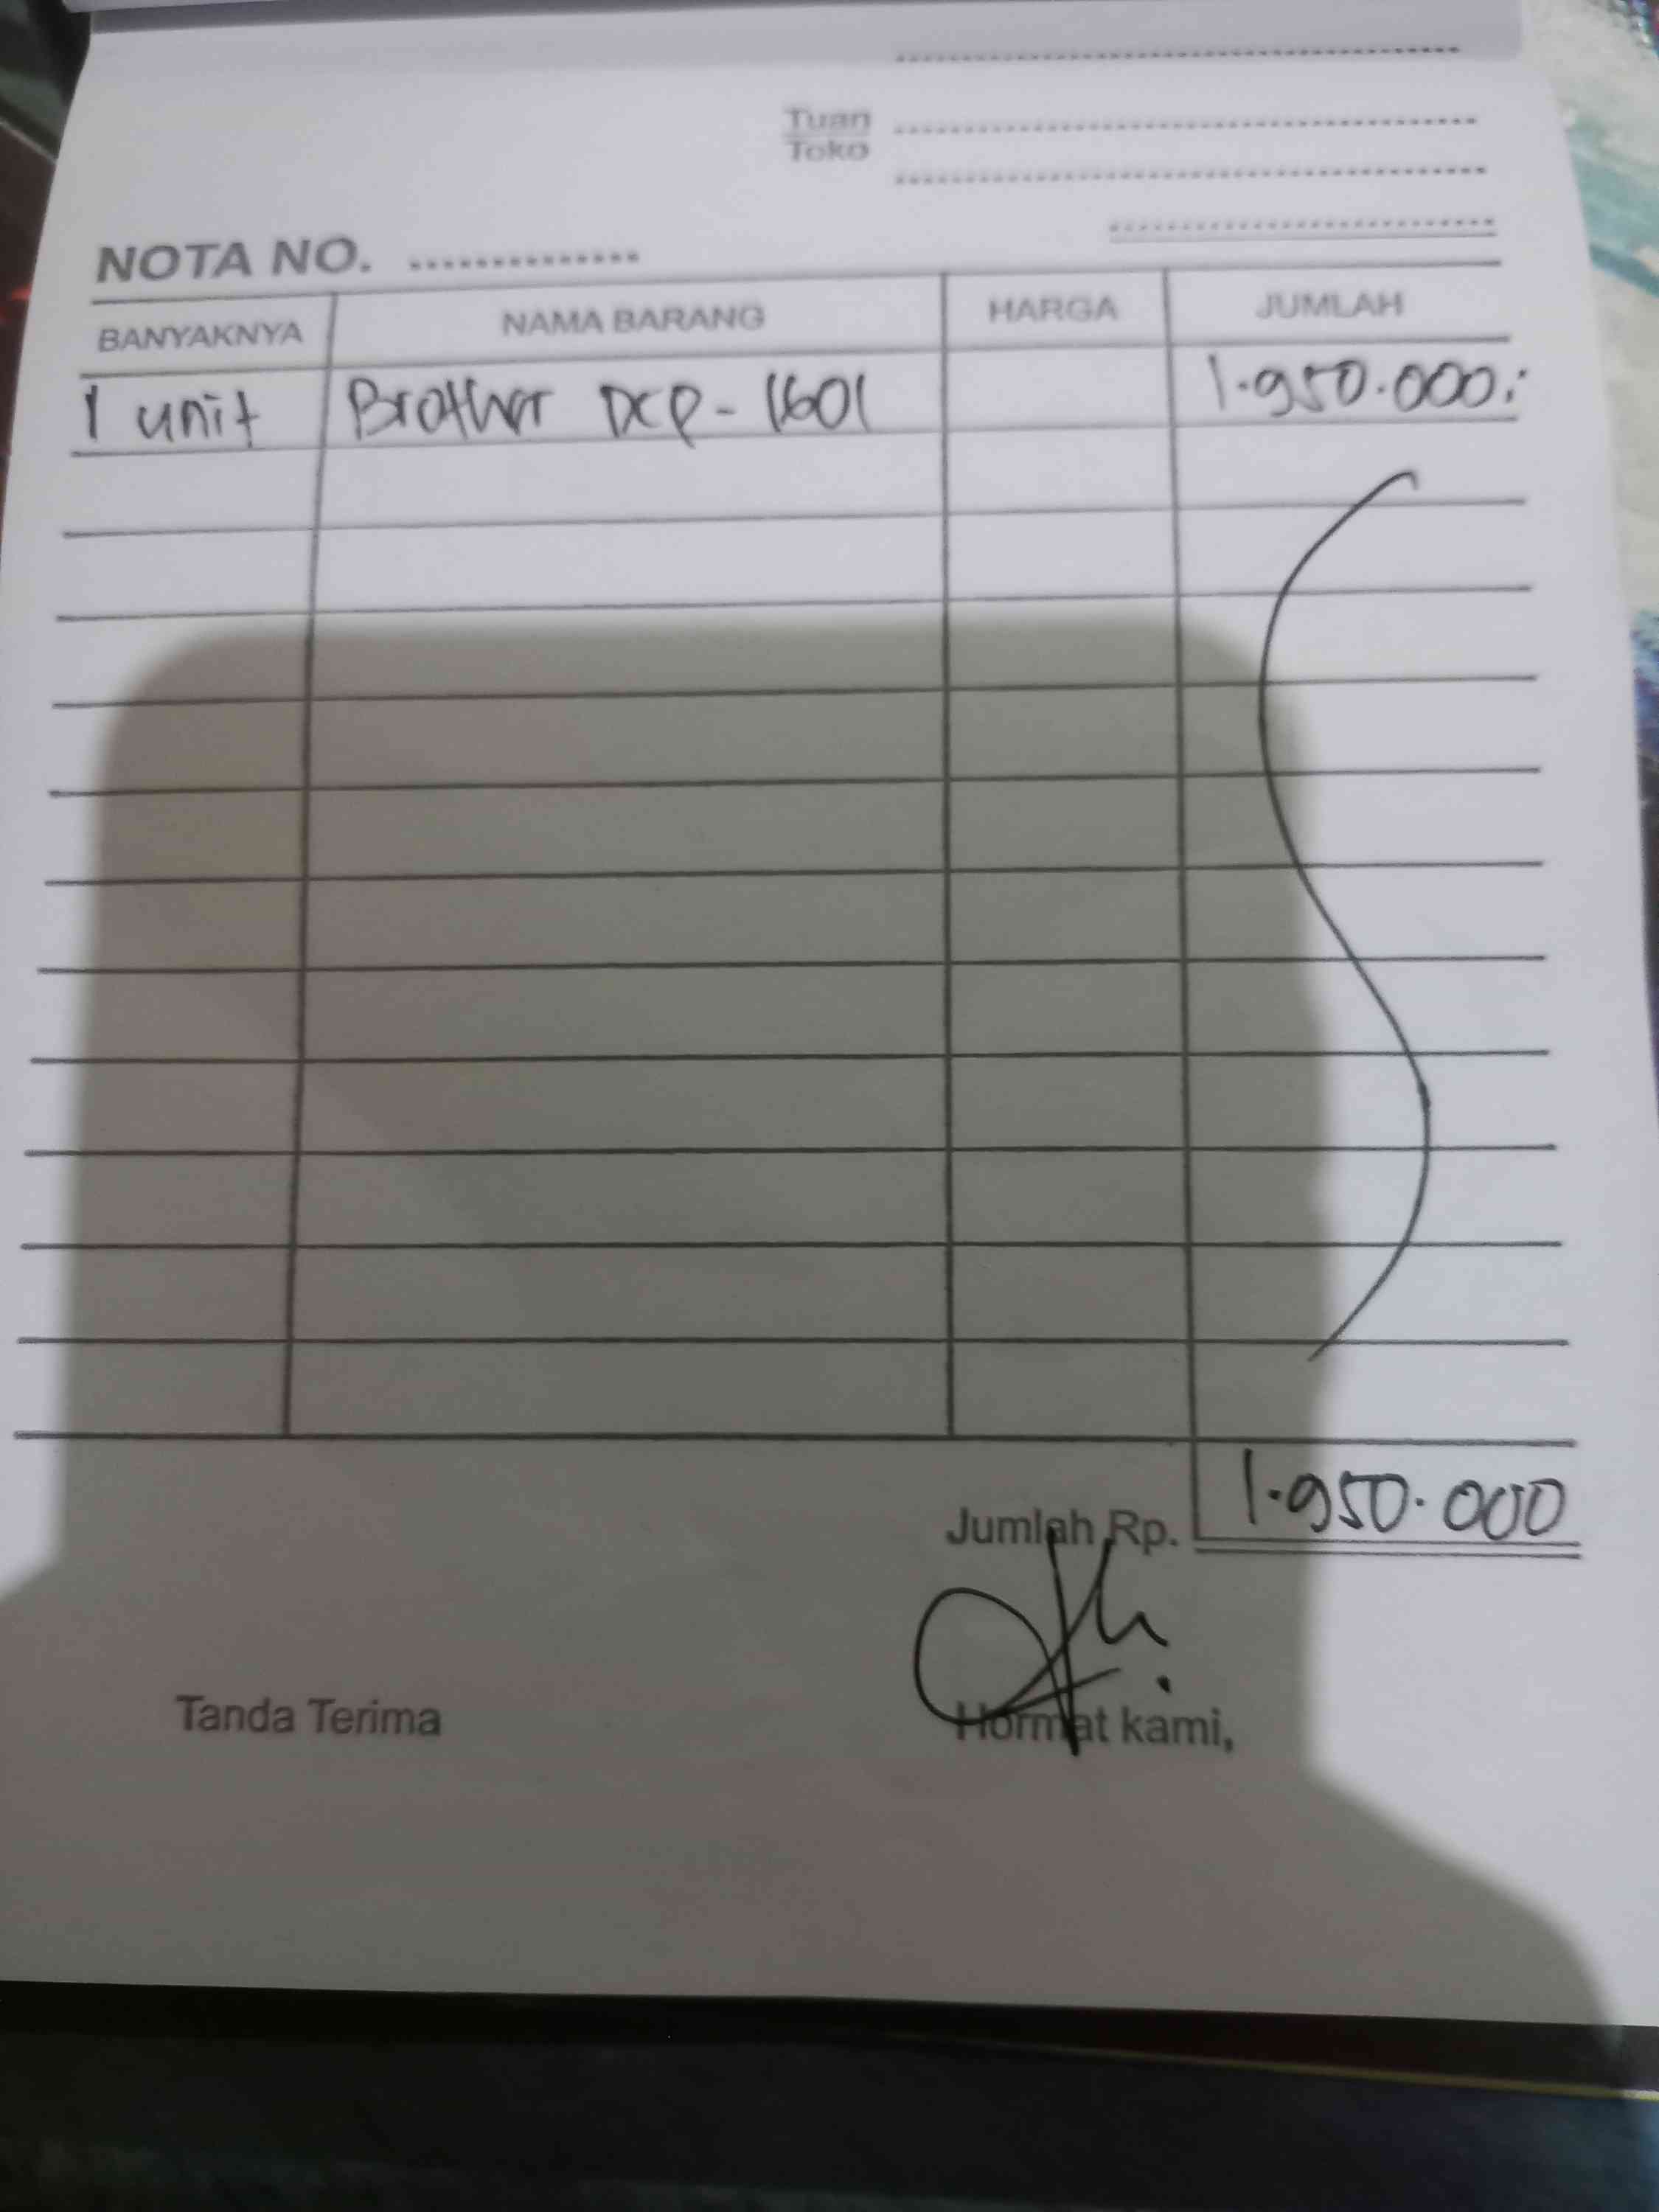 Tuan
Toko
NOTA NO. ..............
BANYAKNYA NAMA BARANG HARGA JUMLAH
1 unit Brother DCP - 1601 1.950.000.-
Jumlah Rp. 1.950.000
Tanda Terima Hormat kami,